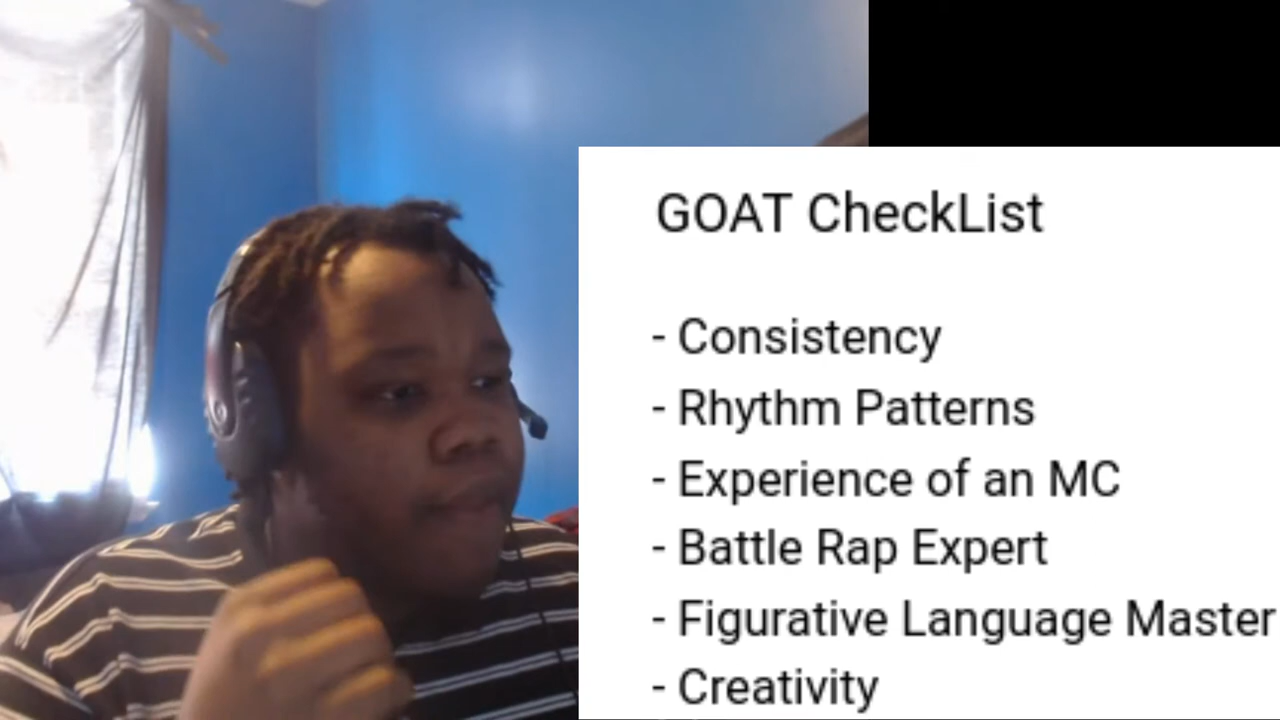 GOAT CheckList
- Consistency
- Rhythm Patterns
- Experience of an MC
- Battle Rap Expert
- Figurative Language Master
- Creativity